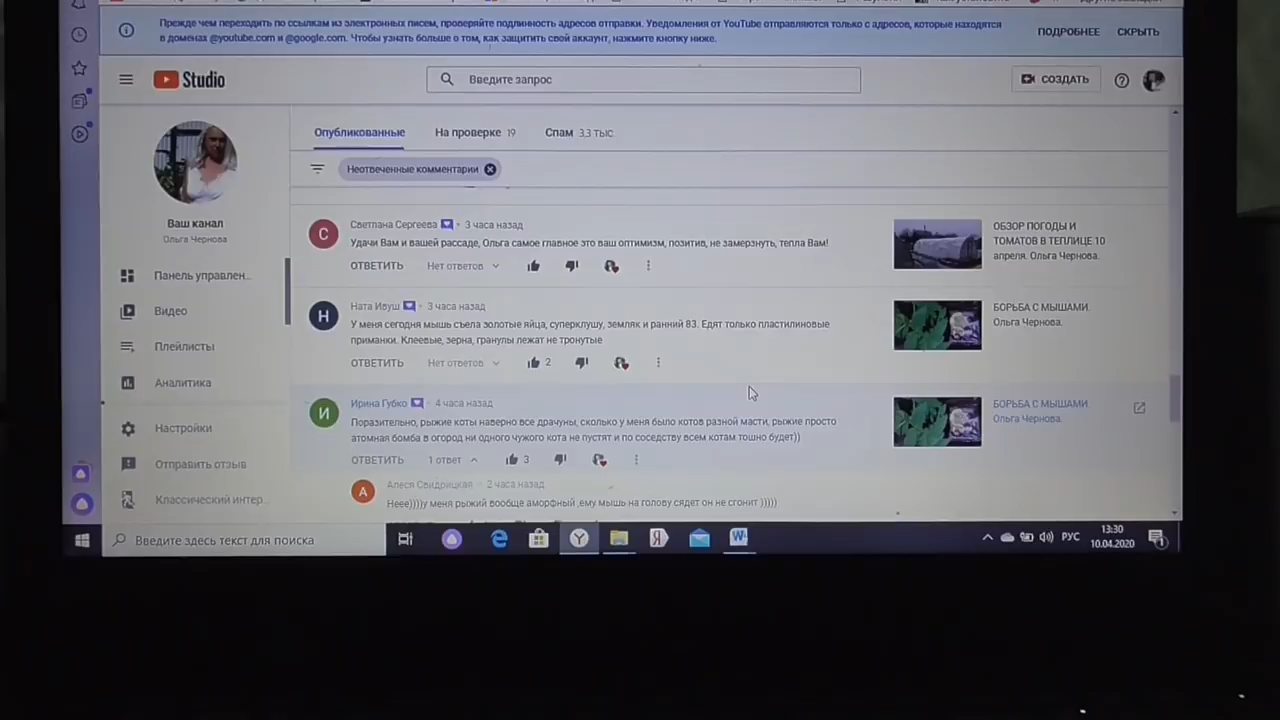 Прежде чем переходить по ссылкам из электронных писем, проверяйте подлинность адресов отправки. Уведомления от YouTube отправляются только с адресов, которые находятся
в доменах @youtube.com и @google.com. Чтобы узнать больше о том, как защитить свой аккаунт, нажмите кнопку ниже.
ПОДРОБНЕЕ СКРЫТЬ
Studio
Введите запрос
СОЗДАТЬ
Ваш канал
Ольга Чернова
Панель управлен...
Видео
Плейлисты
Аналитика
Настройки
Отправить отзыв
Классический интер...
Опубликованные На проверке 19 Спам 3,3 тыс.
Неотвеченные комментарии
Светлана Сергеева • 3 часа назад
Удачи Вам и вашей рассаде, Ольга самое главное это ваш оптимизм, позитив, не замерзнуть, тепла Вам!
ОТВЕТИТЬ Нет ответов
ОБЗОР ПОГОДЫ И
ТОМАТОВ В ТЕПЛИЦЕ 10
апреля. Ольга Чернова.
Ната Ивуш • 3 часа назад
У меня сегодня мышь съела золотые яйца, суперклушу, земляк и ранний 83. Едят только пластилиновые
приманки. Клеевые, зерна, гранулы лежат не тронутые
ОТВЕТИТЬ Нет ответов 2
БОРЬБА С МЫШАМИ.
Ольга Чернова.
Ирина Губко • 4 часа назад
Поразительно, рыжие коты наверно все драчуны, сколько у меня было котов разной масти, рыжие просто
атомная бомба в огород ни одного чужого кота не пустят и по соседству всем котам тошно будет))
ОТВЕТИТЬ 1 ответ 3
БОРЬБА С МЫШАМИ.
Ольга Чернова.
Алеся Свидрицкая • 2 часа назад
Неее))))у меня рыжий вообще аморфный ,ему мышь на голову сядет он не сгонит )))))
Введите здесь текст для поиска
РУС
13:30
10.04.2020